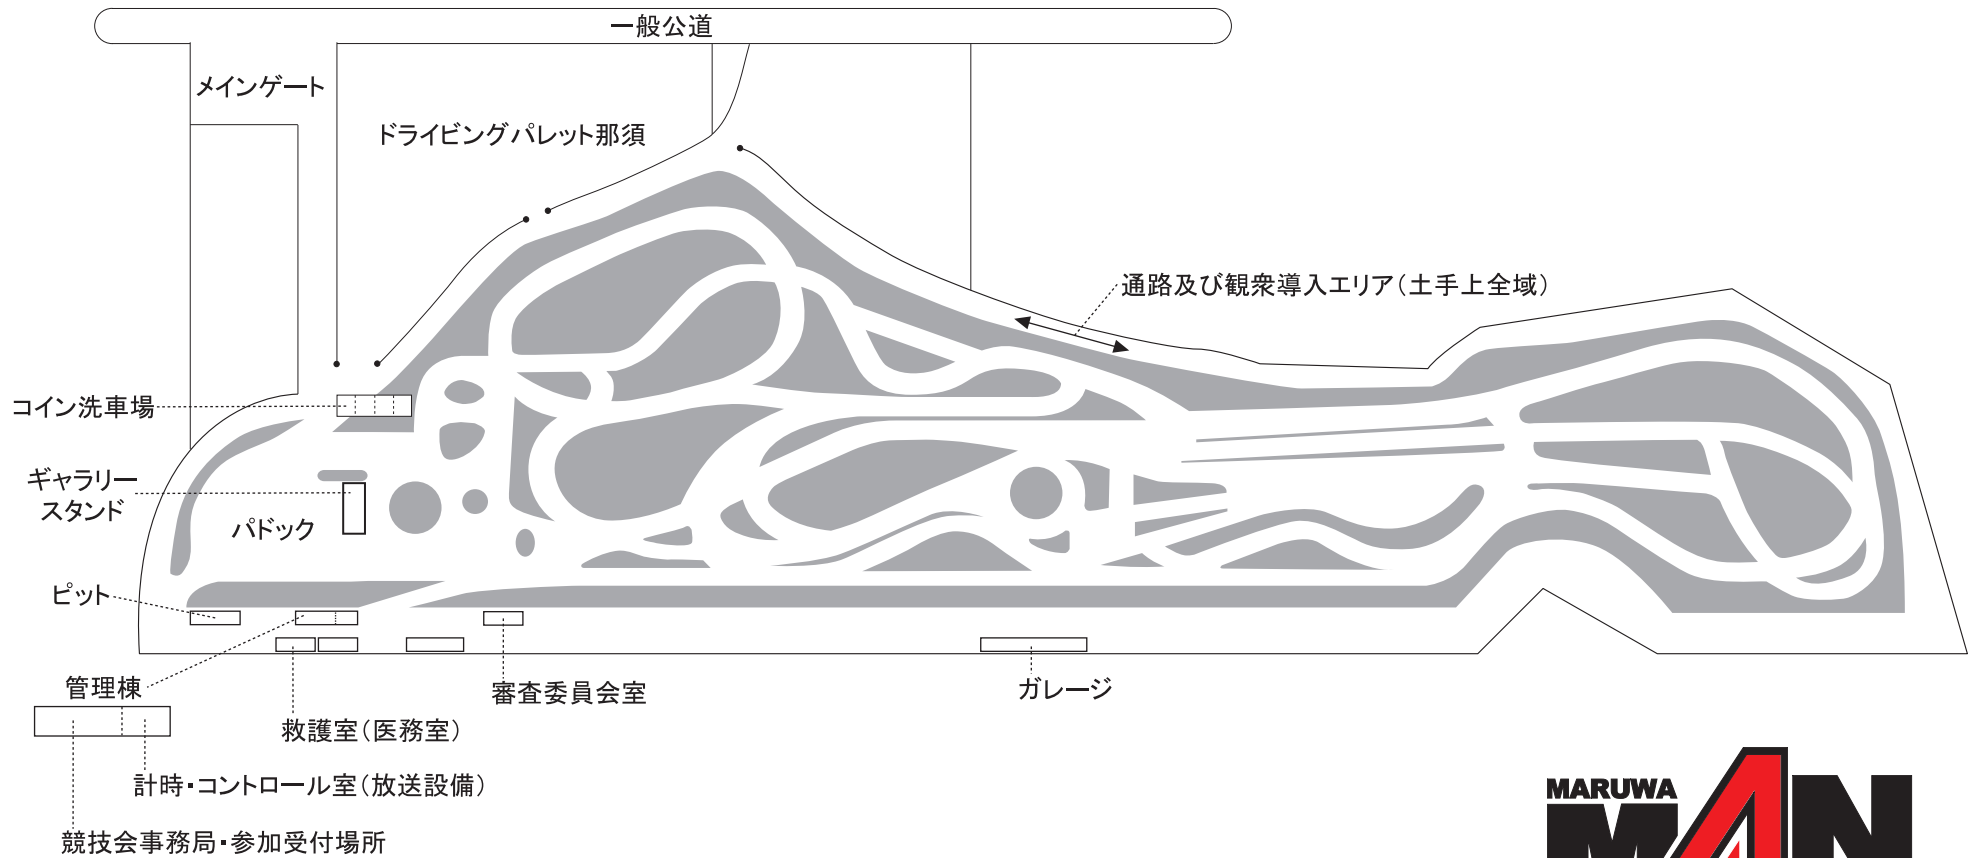 一般公道
メインゲート
ドライビングパレット那須
通路及び観衆導入エリア(土手上全域)
コイン洗車場
ギャラリー
スタンド
パドック
ピット
管理棟
審査委員会室
ガレージ
救護室(医務室)
計時・コントロール室(放送設備)
競技会事務局・参加受付場所
MARUWA
MAN